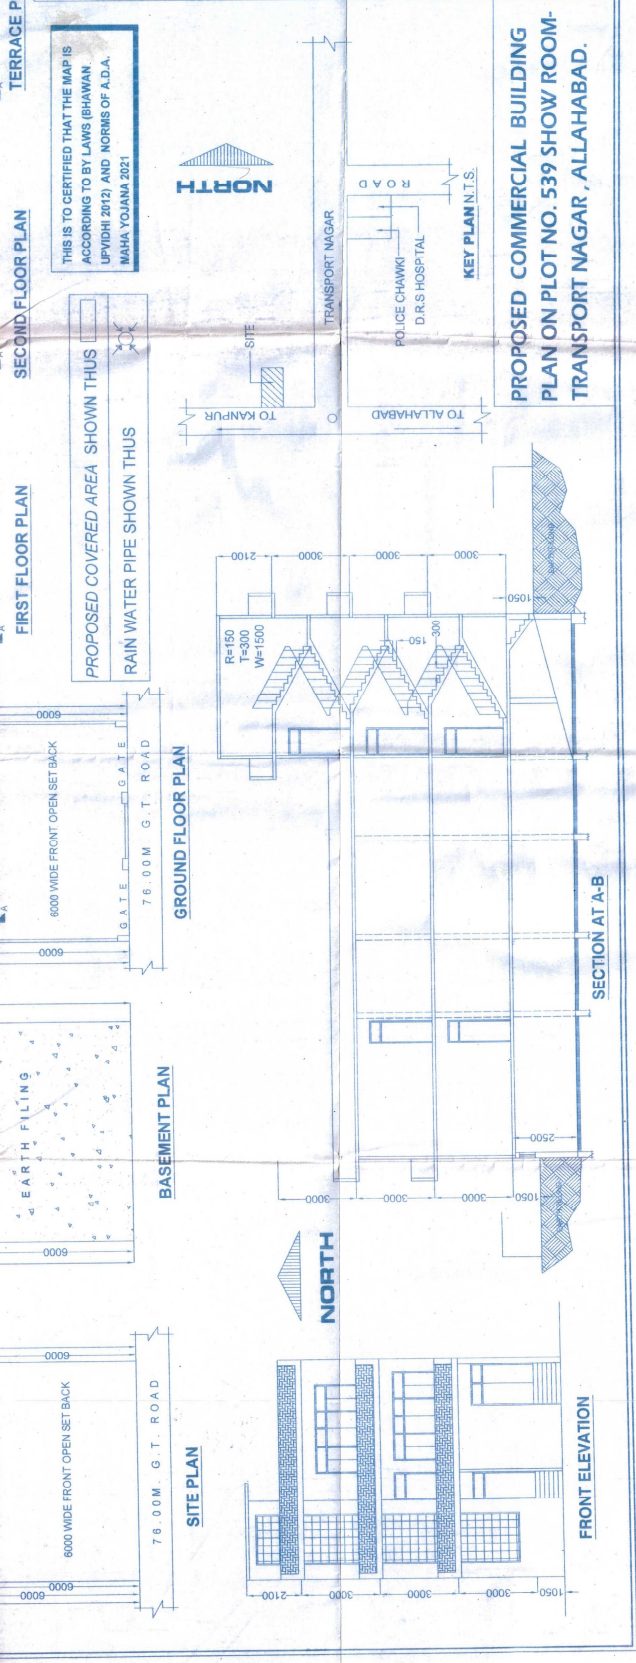 SITE PLAN
76.00M. G.T. ROAD
6000 WIDE FRONT OPEN SET BACK
6000
6000
6000
BASEMENT PLAN
EARTH FILING
6000
6000
GROUND FLOOR PLAN
76.00M G.T. ROAD
GATE
GATE
6000 WIDE FRONT OPEN SET BACK
6000
6000
A
FIRST FLOOR PLAN
A
SECOND FLOOR PLAN
A
TERRACE P
A
PROPOSED COVERED AREA SHOWN THUS
RAIN WATER PIPE SHOWN THUS
THIS IS TO CERTIFIED THAT THE MAP IS
ACCORDING TO BY LAWS (BHAWAN
UPVIDHI 2012) AND NORMS OF A.D.A.
MAHA YOJANA 2021
FRONT ELEVATION
2100
3000
3000
3000
1050
NORTH
SECTION AT A-B
3000
3000
3000
1050
2500
R=150
T=300
W=1500
150
300
2100
3000
3000
3000
1050
NORTH
SITE
TO KANPUR
TO ALLAHABAD
TRANSPORT NAGAR
ROAD
POLICE CHAWKI
D.R.S HOSPITAL
KEY PLAN N.T.S.
PROPOSED COMMERCIAL BUILDING
PLAN ON PLOT NO. 539 SHOW ROOM-
TRANSPORT NAGAR, ALLAHABAD.